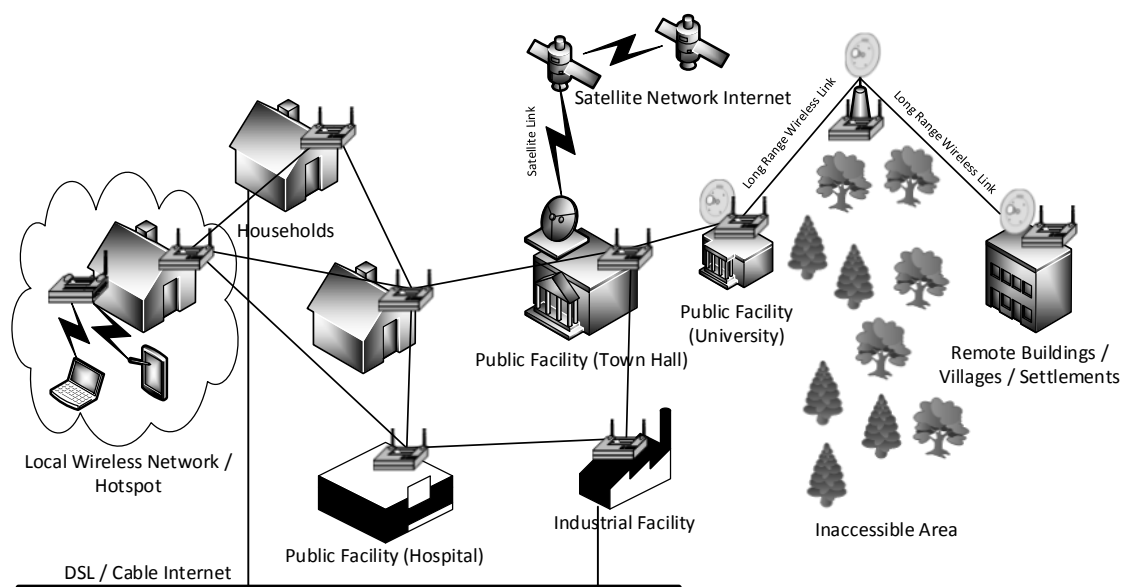 Satellite Network Internet
Satellite Link
Long Range Wireless Link
Long Range Wireless Link
Households
Public Facility (Town Hall)
Public Facility
(University)
Remote Buildings /
Villages / Settlements
Local Wireless Network /
Hotspot
Public Facility (Hospital)
Industrial Facility
Inaccessible Area
DSL / Cable Internet